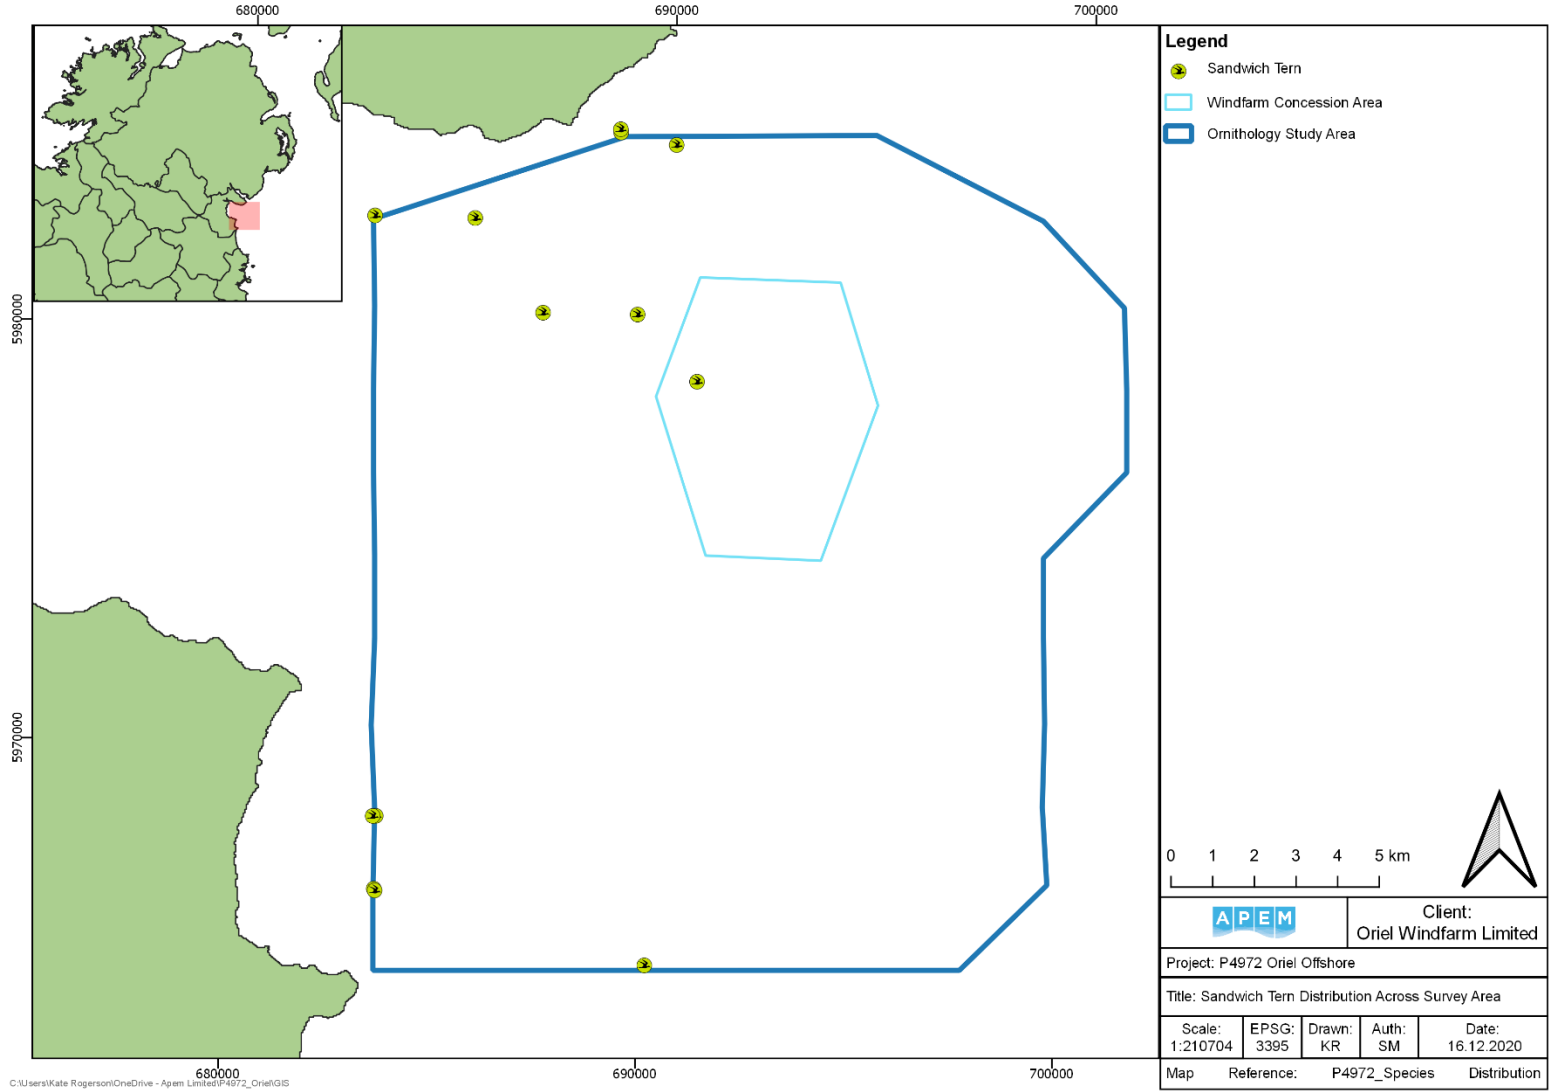 680000 690000 700000
5980000
5970000
680000 690000 700000
Legend
Sandwich Tern
Windfarm Concession Area
Ornithology Study Area
0 1 2 3 4 5 km
APEM
Client:
Oriel Windfarm Limited
Project: P4972 Oriel Offshore
Title: Sandwich Tern Distribution Across Survey Area
Scale:
1:210704
EPSG:
3395
Drawn:
KR
Auth:
SM
Date:
16.12.2020
Map Reference: P4972_Species Distribution
C:\Users\Kate Rogerson\OneDrive - Apem Limited\P4972_Oriel\GIS